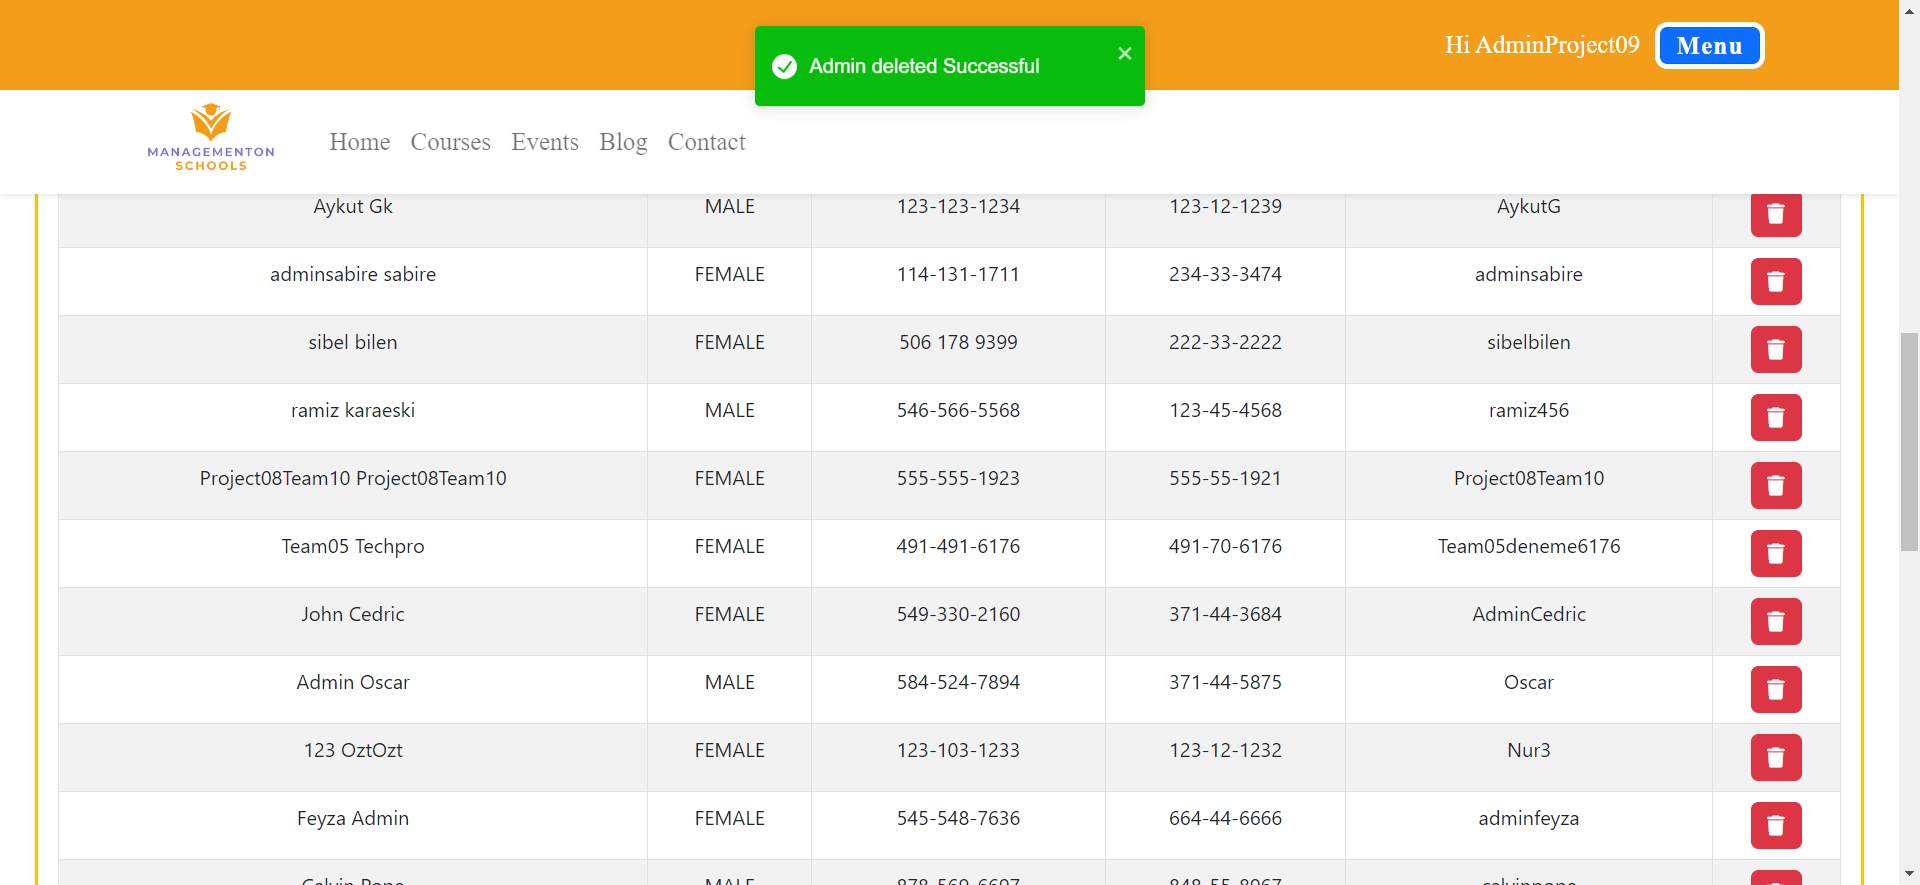 Admin deleted Successful
Hi AdminProject09 Menu
MANAGEMENTON
SCHOOLS
Home Courses Events Blog Contact
Aykut Gk MALE 123-123-1234 123-12-1239 AykutG
adminsabire sabire FEMALE 114-131-1711 234-33-3474 adminsabire
sibel bilen FEMALE 506 178 9399 222-33-2222 sibelbilen
ramiz karaeski MALE 546-566-5568 123-45-4568 ramiz456
Project08Team10 Project08Team10 FEMALE 555-555-1923 555-55-1921 Project08Team10
Team05 Techpro FEMALE 491-491-6176 491-70-6176 Team05deneme6176
John Cedric FEMALE 549-330-2160 371-44-3684 AdminCedric
Admin Oscar MALE 584-524-7894 371-44-5875 Oscar
123 OztOzt FEMALE 123-103-1233 123-12-1232 Nur3
Feyza Admin FEMALE 545-548-7636 664-44-6666 adminfeyza
MALE